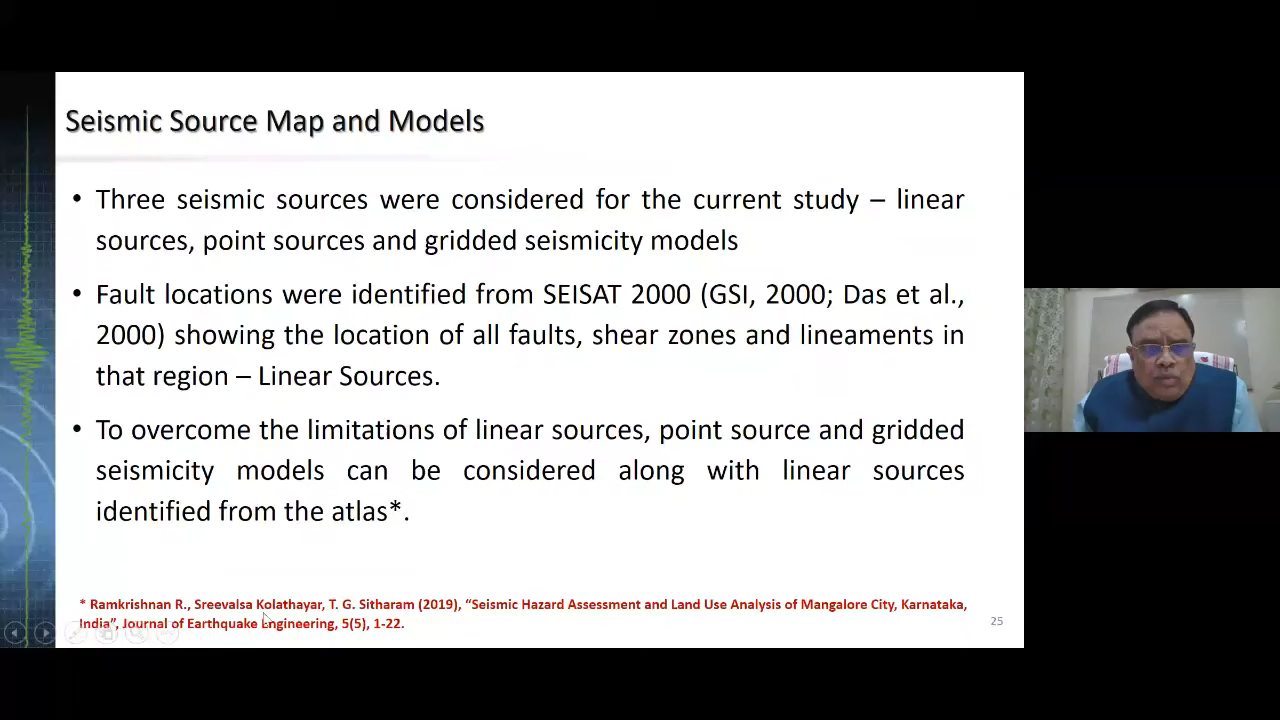 Seismic Source Map and Models
• Three seismic sources were considered for the current study – linear
sources, point sources and gridded seismicity models
• Fault locations were identified from SEISAT 2000 (GSI, 2000; Das et al.,
2000) showing the location of all faults, shear zones and lineaments in
that region – Linear Sources.
• To overcome the limitations of linear sources, point source and gridded
seismicity models can be considered along with linear sources
identified from the atlas*.
* Ramkrishnan R., Sreevalsa Kolathayar, T. G. Sitharam (2019), “Seismic Hazard Assessment and Land Use Analysis of Mangalore City, Karnataka,
India”, Journal of Earthquake Engineering, 5(5), 1-22.
25